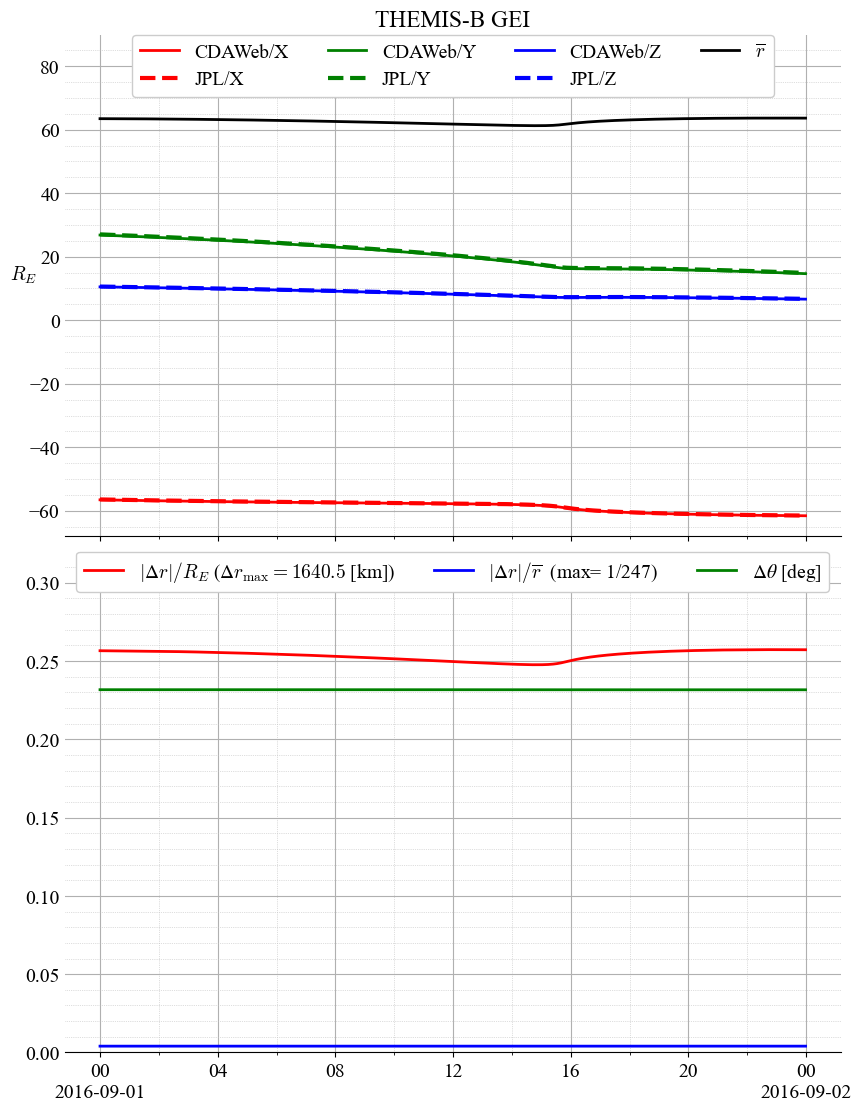 THEMIS-B GEI
CDAWeb/X CDAWeb/Y CDAWeb/Z r̅
JPL/X JPL/Y JPL/Z
80
60
40
20
R_E
0
−20
−40
−60
|Δr|/R_E (Δr_max = 1640.5 [km]) |Δr|/r̅ (max= 1/247) Δθ [deg]
0.30
0.25
0.20
0.15
0.10
0.05
0.00
00 04 08 12 16 20 00
2016-09-01 2016-09-02